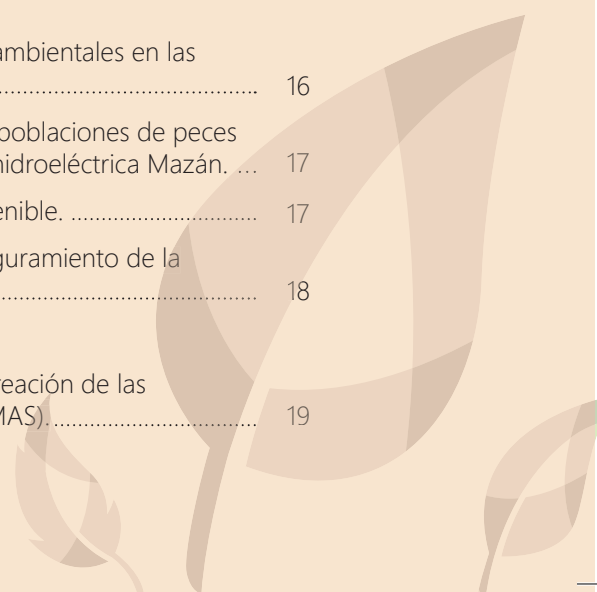 ambientales en las
........................................... 16
poblaciones de peces
hidroeléctrica Mazán. ... 17
enible. ................................ 17
guramiento de la
........................................... 18
reación de las
MAS). .................................. 19